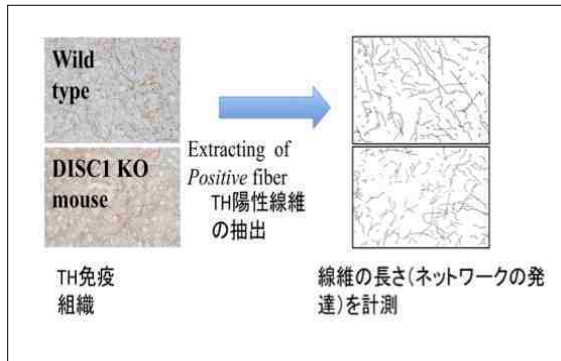 Wild
type
DISC1 KO
mouse
Extracting of
Positive fiber
TH陽性線維
の抽出
TH免疫
組織
線維の長さ(ネットワークの発
達)を計測